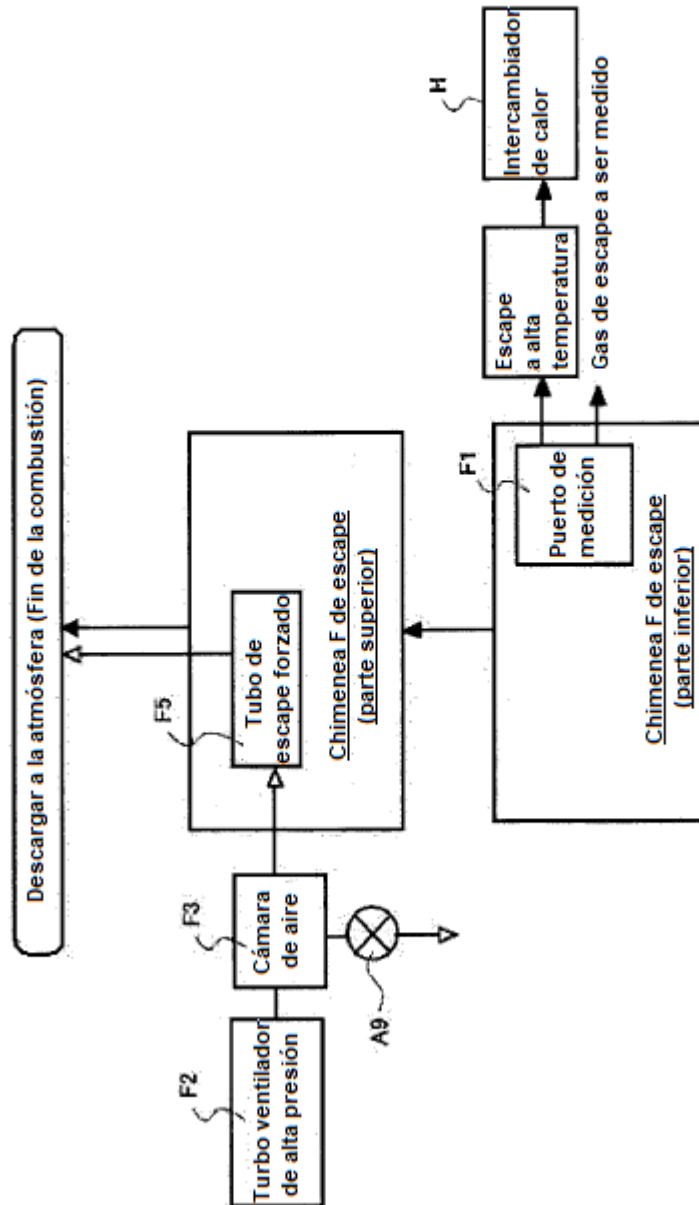 Descargar a la atmósfera (Fin de la combustión)
F2
Turbo ventilador
de alta presión
F3
Cámara
de aire
A9
F5
Tubo de
escape forzado
Chimenea F de escape
(parte superior)
F1
Puerto de
medición
Chimenea F de escape
(parte inferior)
Escape
a alta
temperatura
H
Intercambiador
de calor
Gas de escape a ser medido